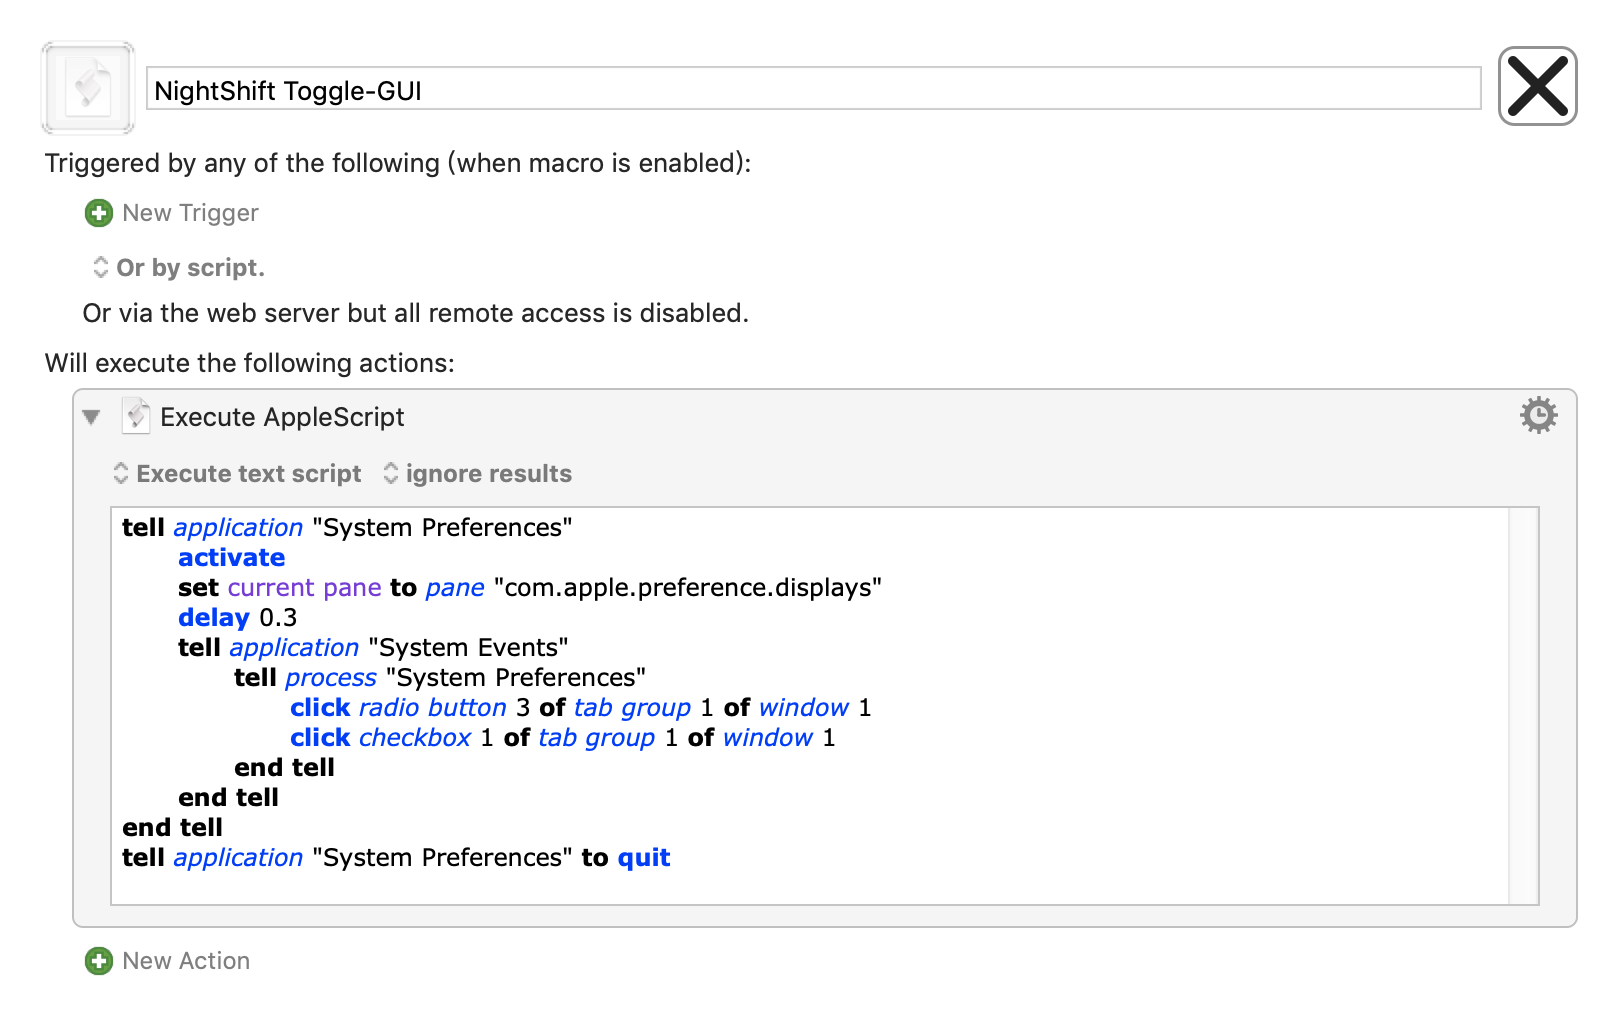 NightShift Toggle-GUI
Triggered by any of the following (when macro is enabled):
New Trigger
Or by script.
Or via the web server but all remote access is disabled.
Will execute the following actions:
Execute AppleScript
Execute text script ignore results
tell application "System Preferences"
activate
set current pane to pane "com.apple.preference.displays"
delay 0.3
tell application "System Events"
tell process "System Preferences"
click radio button 3 of tab group 1 of window 1
click checkbox 1 of tab group 1 of window 1
end tell
end tell
end tell
tell application "System Preferences" to quit
New Action